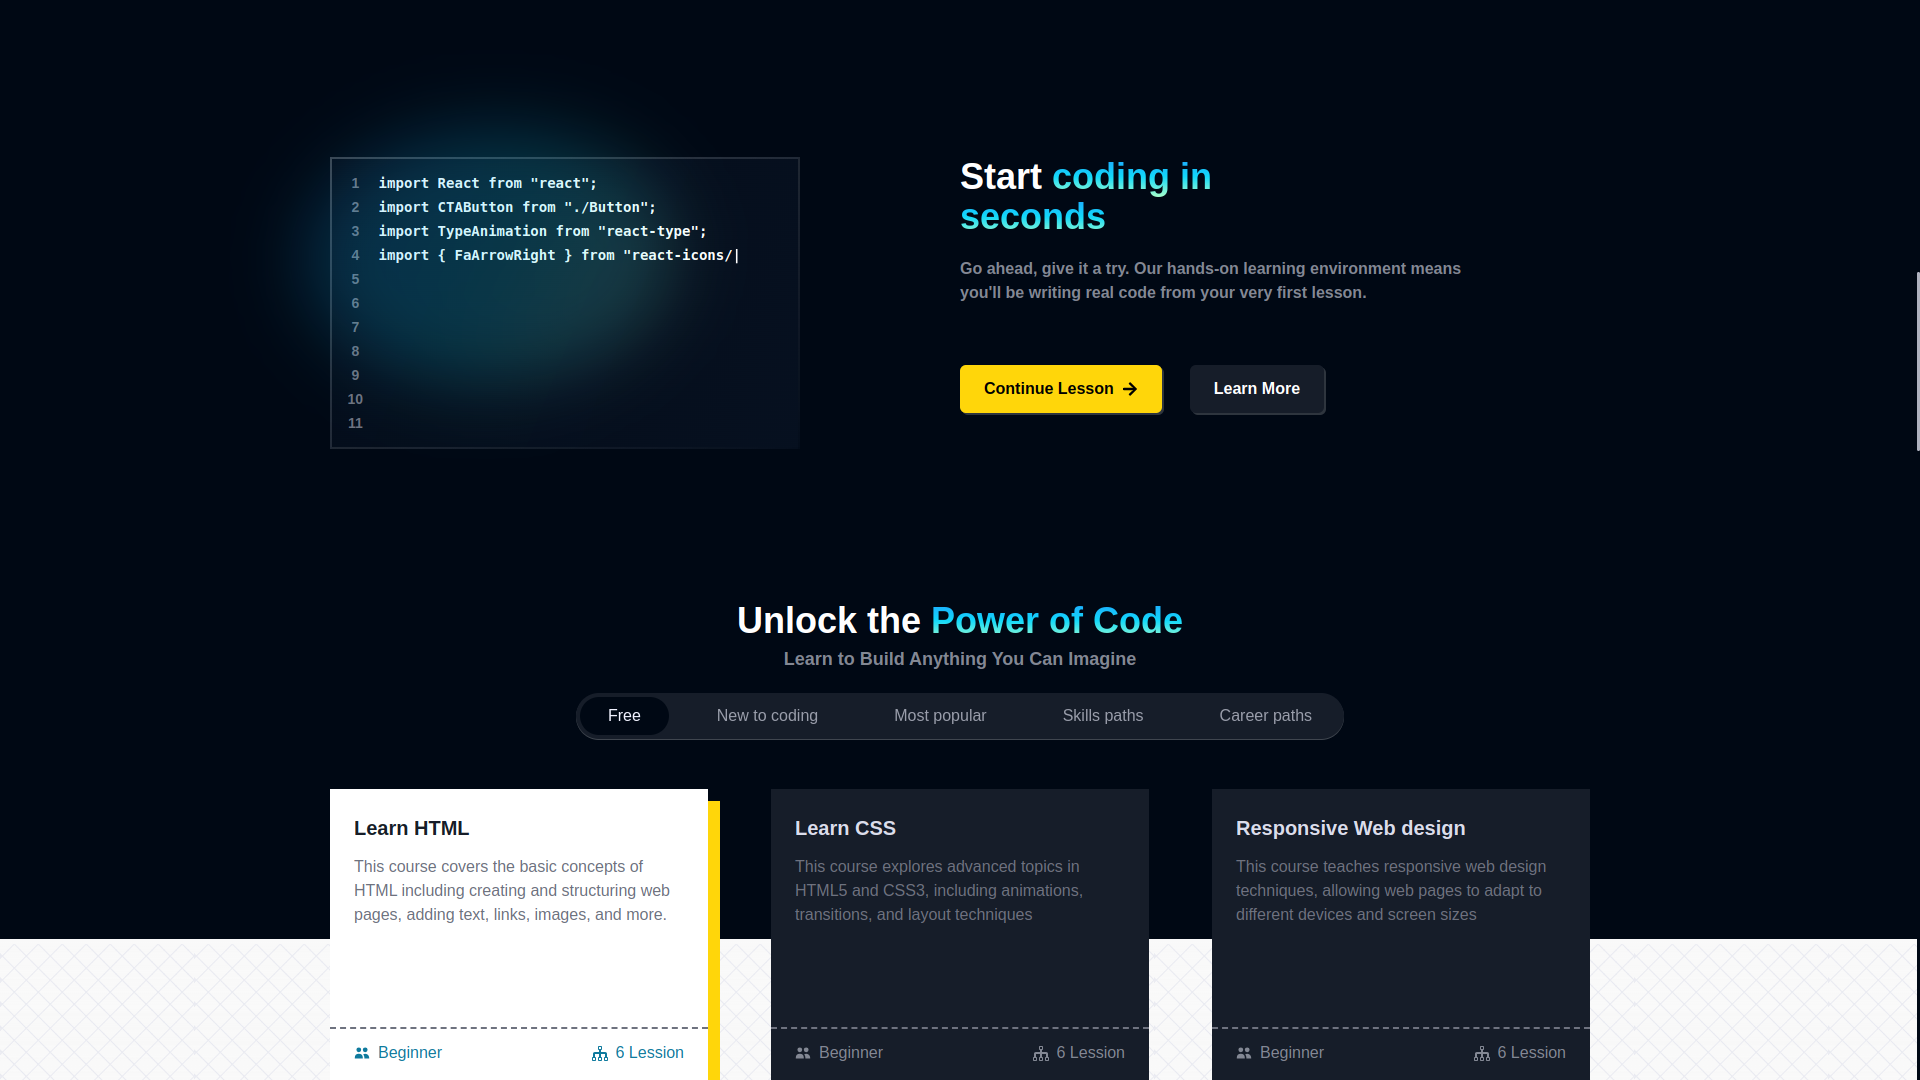 1 import React from "react";
2 import CTAButton from "./Button";
3 import TypeAnimation from "react-type";
4 import { FaArrowRight } from "react-icons/|
5
6
7
8
9
10
11
Start coding in
seconds
Go ahead, give it a try. Our hands-on learning environment means
you'll be writing real code from your very first lesson.
Continue Lesson
Learn More
Unlock the Power of Code
Learn to Build Anything You Can Imagine
Free
New to coding
Most popular
Skills paths
Career paths
Learn HTML
This course covers the basic concepts of
HTML including creating and structuring web
pages, adding text, links, images, and more.
Beginner
6 Lession
Learn CSS
This course explores advanced topics in
HTML5 and CSS3, including animations,
transitions, and layout techniques
Beginner
6 Lession
Responsive Web design
This course teaches responsive web design
techniques, allowing web pages to adapt to
different devices and screen sizes
Beginner
6 Lession